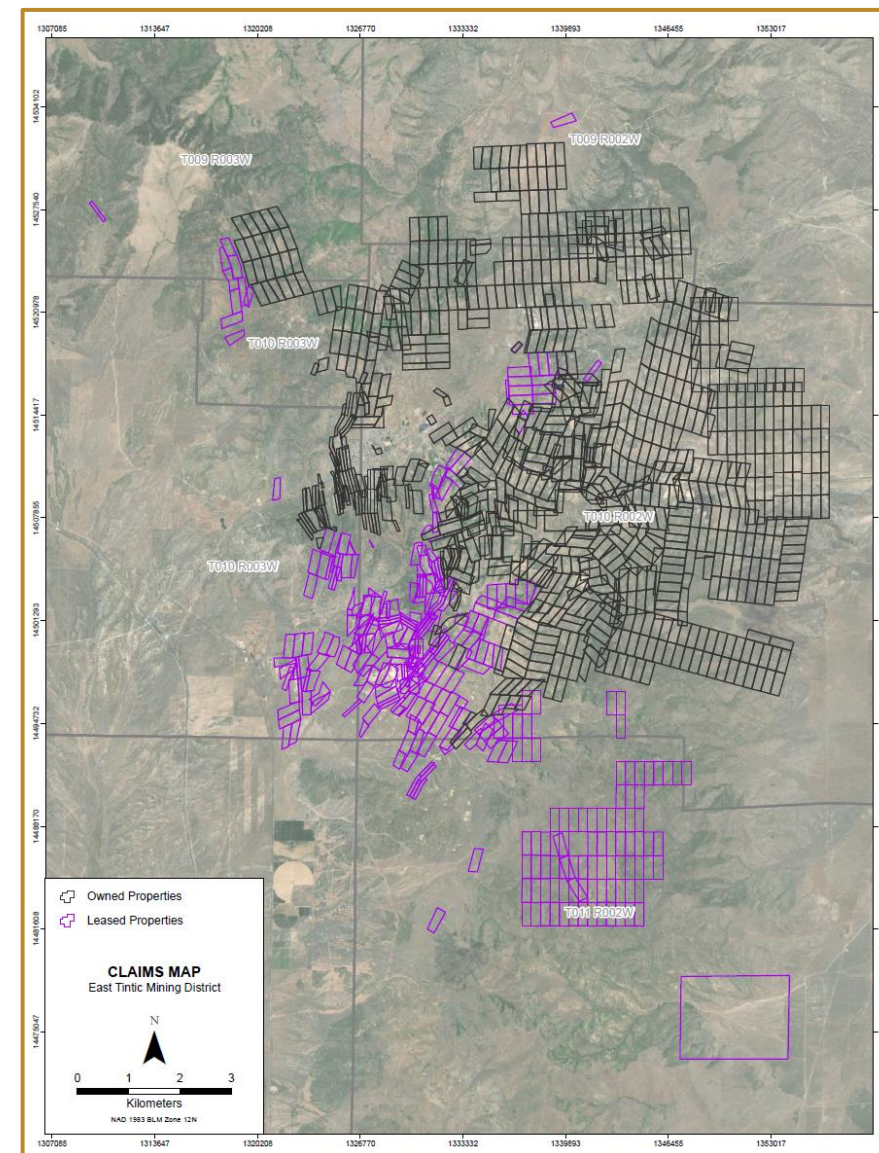 1307085 1313647 1320208 1326770 1333332 1339893 1346455 1353017
14534102
T009 R002W
T009 R003W
14527540
14520978
T010 R003W
14514417
14507855
T010 R002W
T010 R003W
14501293
14494732
14488170
Owned Properties
Leased Properties
T011 R002W
14481608
CLAIMS MAP
East Tintic Mining District
N
14475047
0 1 2 3
Kilometers
NAD 1983 BLM Zone 12N
1307085 1313647 1320208 1326770 1333332 1339893 1346455 1353017